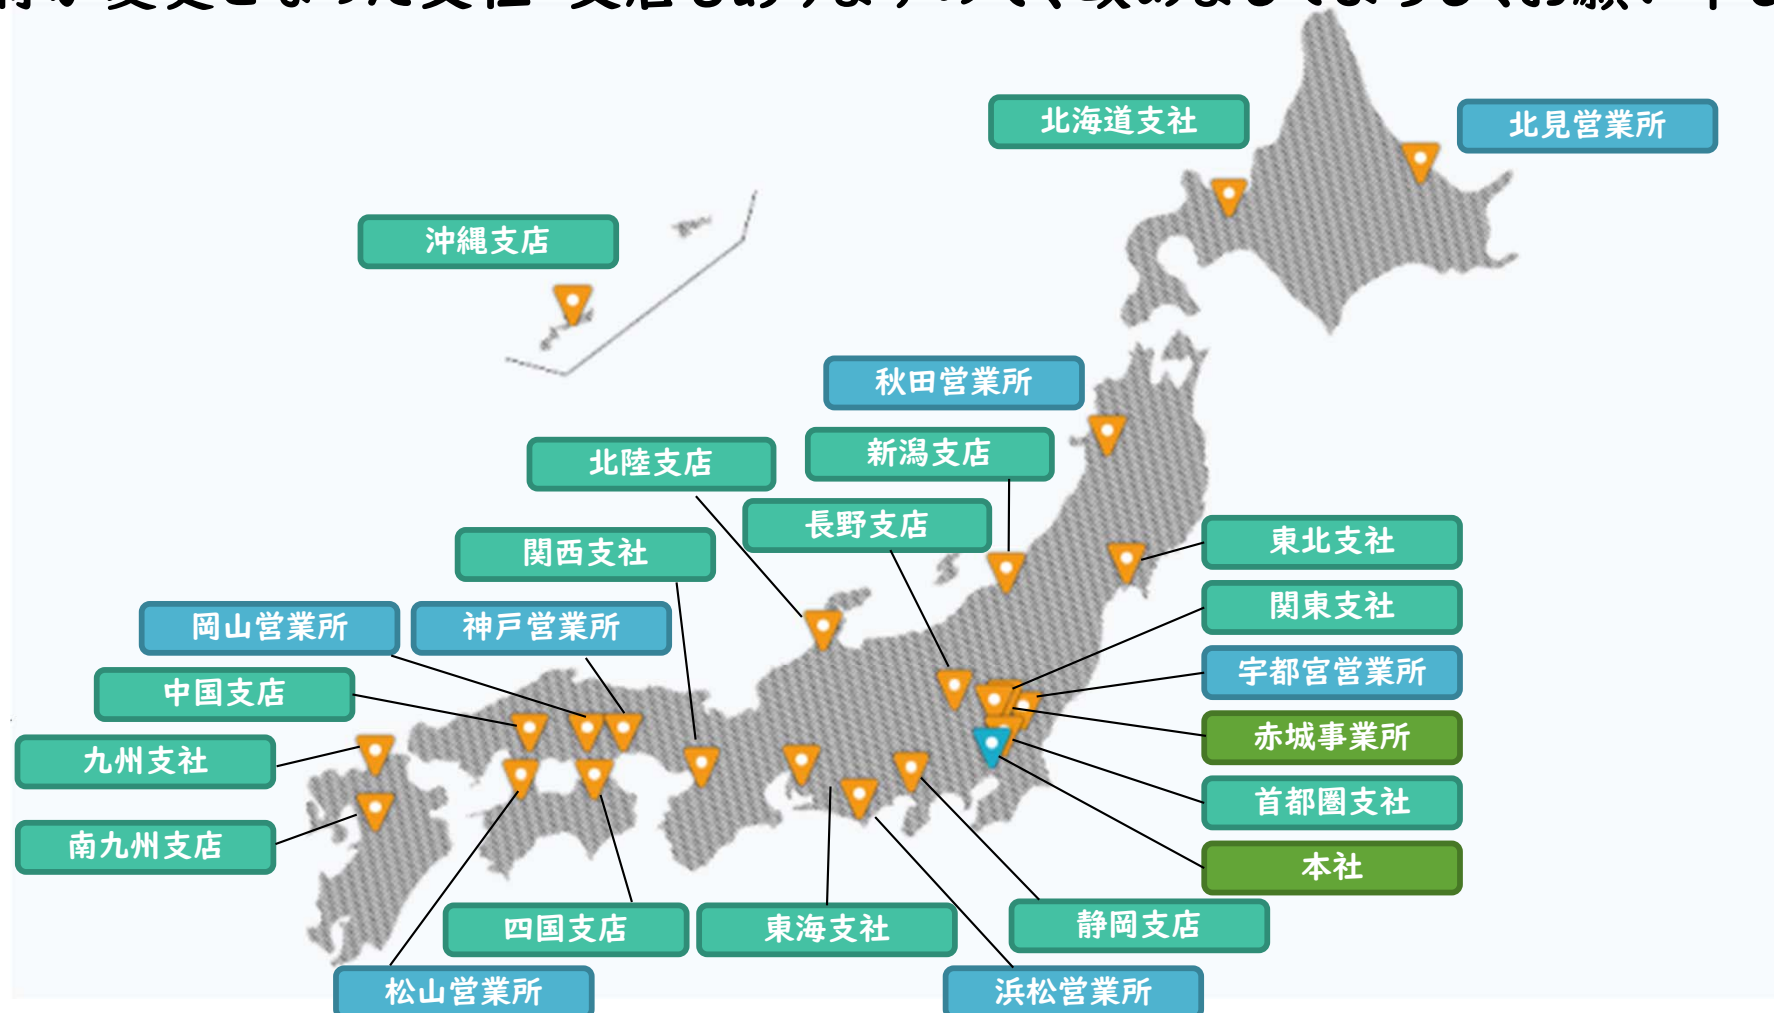 北海道支社
北見営業所
沖縄支店
秋田営業所
新潟支店
北陸支店
長野支店
関西支社
東北支社
関東支社
岡山営業所
神戸営業所
宇都宮営業所
中国支店
赤城事業所
九州支社
首都圏支社
南九州支店
本社
四国支店
東海支社
静岡支店
松山営業所
浜松営業所